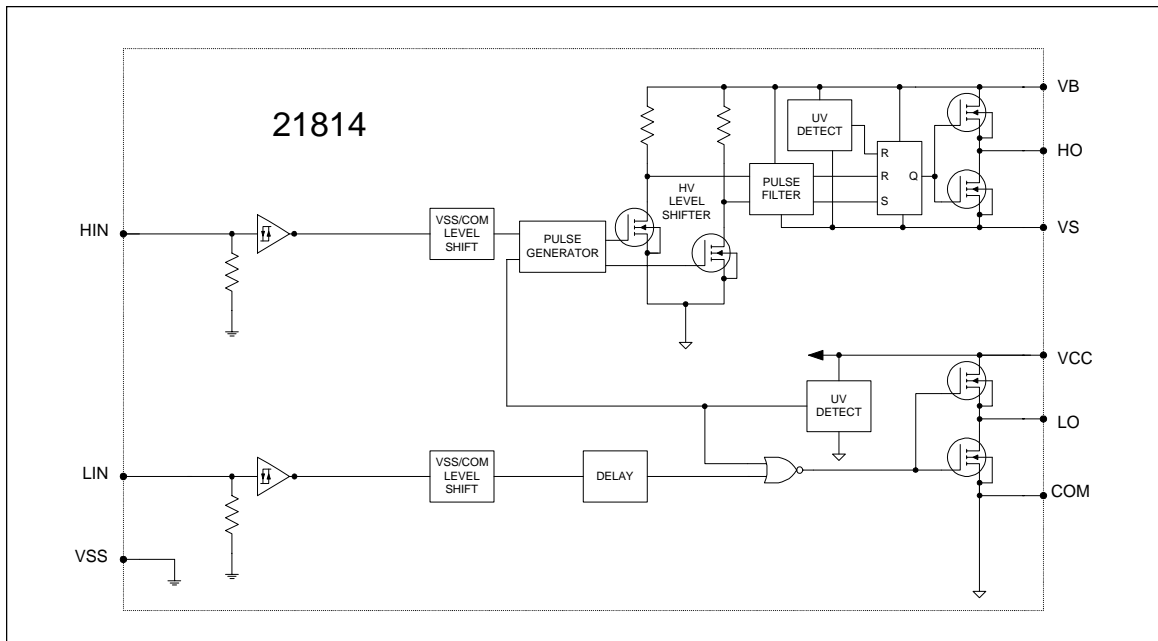 21814
VB
UV
DETECT
HO
R
R
Q
S
PULSE
FILTER
HV
LEVEL
SHIFTER
VS
HIN
VSS/COM
LEVEL
SHIFT
PULSE
GENERATOR
VCC
UV
DETECT
LO
LIN
VSS/COM
LEVEL
SHIFT
DELAY
COM
VSS